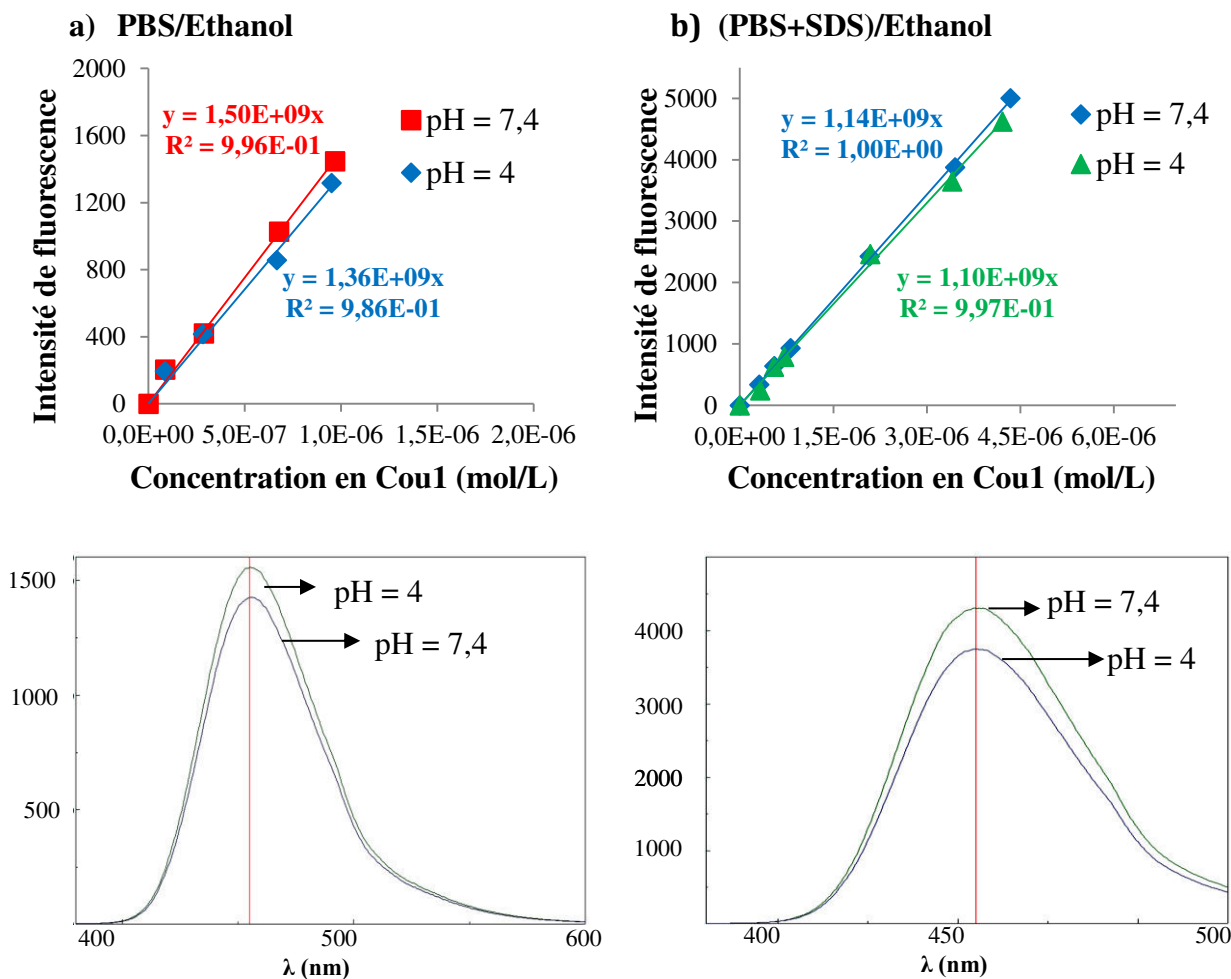 a) PBS/Ethanol
Intensité de fluorescence
2000
1600
1200
800
400
0
y = 1,50E+09x
R² = 9,96E-01
pH = 7,4
pH = 4
y = 1,36E+09x
R² = 9,86E-01
0,0E+00 5,0E-07 1,0E-06 1,5E-06 2,0E-06
Concentration en Cou1 (mol/L)
b) (PBS+SDS)/Ethanol
Intensité de fluorescence
5000
4000
3000
2000
1000
0
y = 1,14E+09x
R² = 1,00E+00
pH = 7,4
pH = 4
y = 1,10E+09x
R² = 9,97E-01
0,0E+00 1,5E-06 3,0E-06 4,5E-06 6,0E-06
Concentration en Cou1 (mol/L)
1500
1000
500
pH = 4
pH = 7,4
400 500 600
λ (nm)
4000
3000
2000
1000
pH = 7,4
pH = 4
400 450 500
λ (nm)